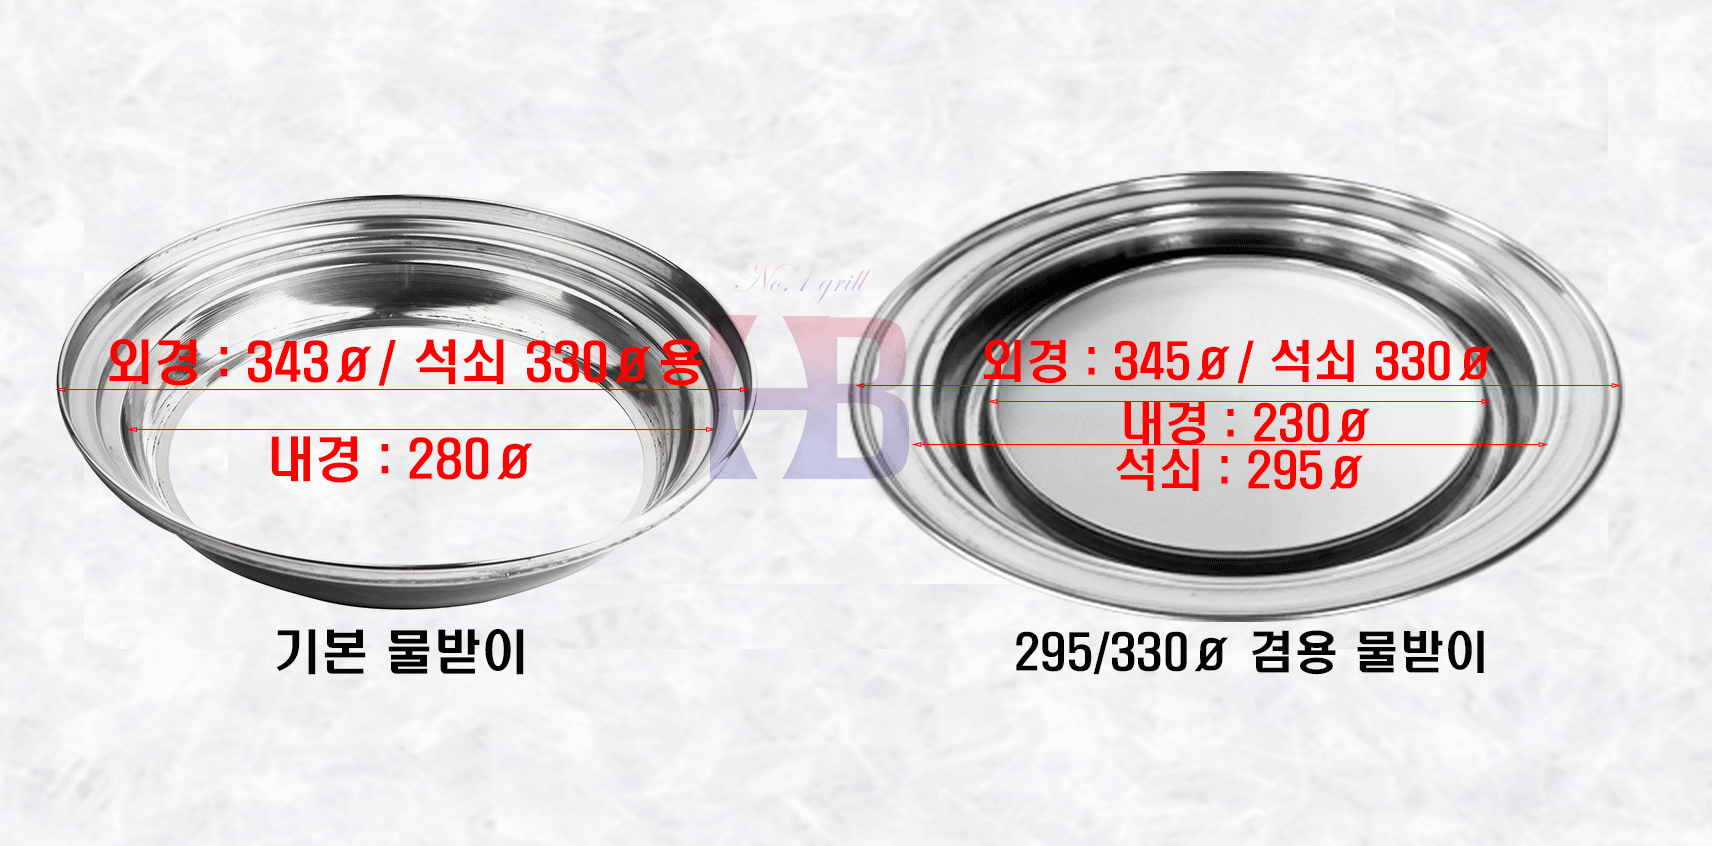 No.1 grill
HB
외경 : 343ø/ 석쇠 330ø용
내경 : 280ø
기본 물받이
외경 : 345ø/ 석쇠 330ø
내경 : 230ø
석쇠 : 295ø
295/330ø 겸용 물받이